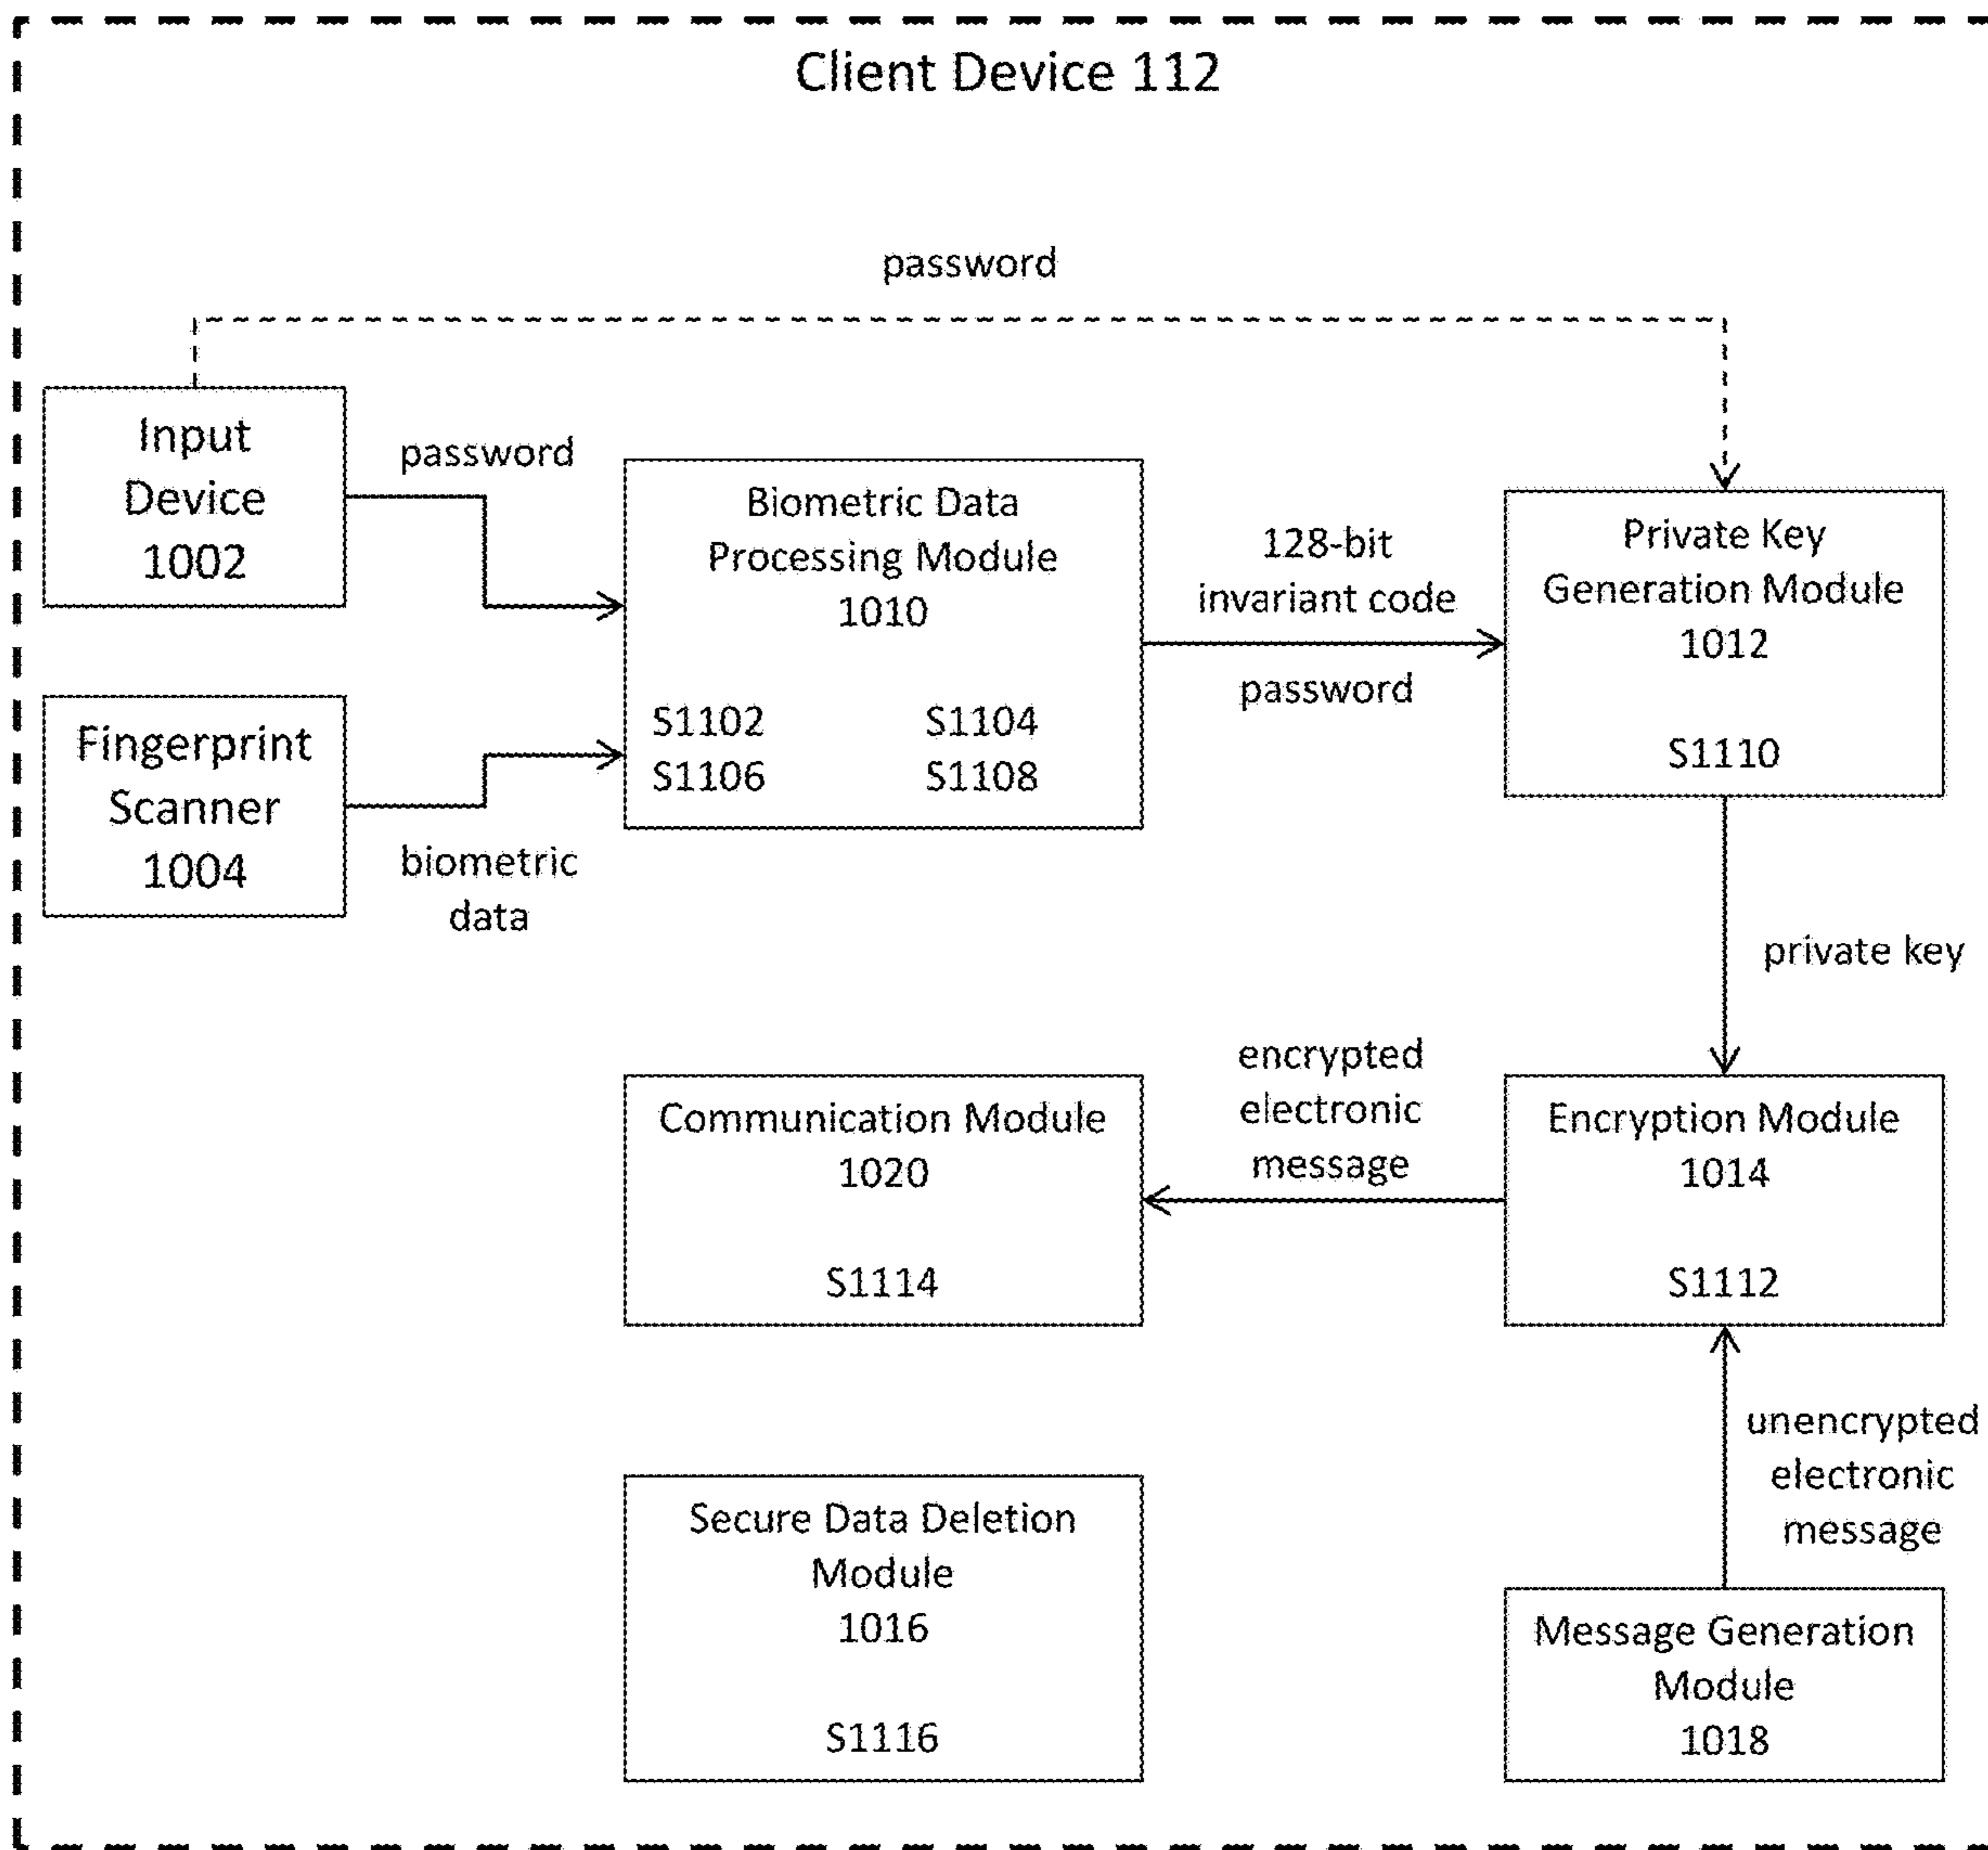 Client Device 112
password
Input
Device
1002
password
Biometric Data
Processing Module
1010
S1102 S1104
S1106 S1108
128-bit
invariant code
password
Private Key
Generation Module
1012
S1110
Fingerprint
Scanner
1004
biometric
data
private key
encrypted
electronic
message
Communication Module
1020
S1114
Encryption Module
1014
S1112
unencrypted
electronic
message
Secure Data Deletion
Module
1016
S1116
Message Generation
Module
1018